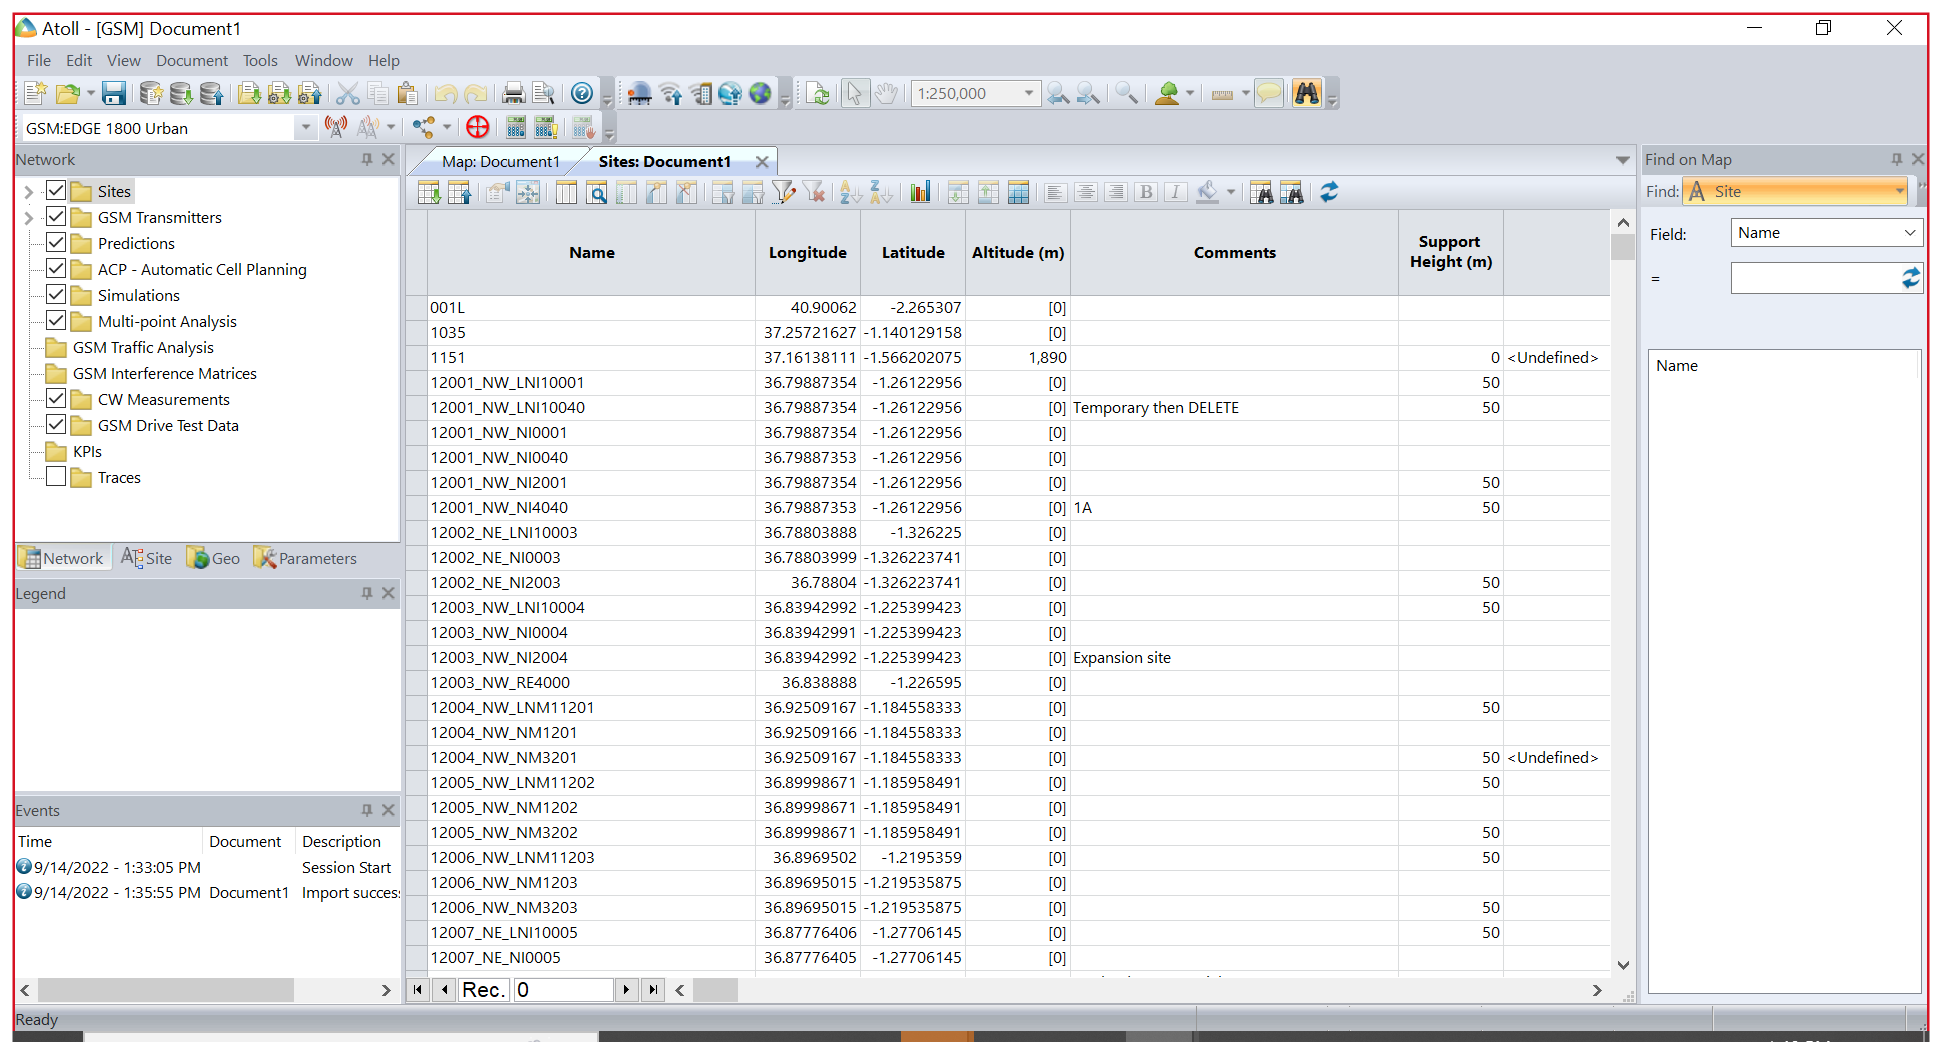 Atoll - [GSM] Document1
File Edit View Document Tools Window Help
1:250,000
GSM:EDGE 1800 Urban
Network
Sites
GSM Transmitters
Predictions
ACP - Automatic Cell Planning
Simulations
Multi-point Analysis
GSM Traffic Analysis
GSM Interference Matrices
CW Measurements
GSM Drive Test Data
KPIs
Traces
Network Site Geo Parameters
Legend
Events
Time Document Description
9/14/2022 - 1:33:05 PM Session Start
9/14/2022 - 1:35:55 PM Document1 Import succes
Map: Document1 Sites: Document1
Name Longitude Latitude Altitude (m) Comments Support Height (m)
001L 40.90062 -2.265307 [0]
1035 37.25721627 -1.140129158 [0]
1151 37.16138111 -1.566202075 1,890 0 <Undefined>
12001_NW_LNI10001 36.79887354 -1.26122956 [0] 50
12001_NW_LNI10040 36.79887354 -1.26122956 [0] Temporary then DELETE 50
12001_NW_NI0001 36.79887354 -1.26122956 [0]
12001_NW_NI0040 36.79887353 -1.26122956 [0]
12001_NW_NI2001 36.79887354 -1.26122956 [0] 50
12001_NW_NI4040 36.79887353 -1.26122956 [0] 1A 50
12002_NE_LNI10003 36.78803888 -1.326225 [0]
12002_NE_NI0003 36.78803999 -1.326223741 [0]
12002_NE_NI2003 36.78804 -1.326223741 [0] 50
12003_NW_LNI10004 36.83942992 -1.225399423 [0] 50
12003_NW_NI0004 36.83942991 -1.225399423 [0]
12003_NW_NI2004 36.83942992 -1.225399423 [0] Expansion site
12003_NW_RE4000 36.838888 -1.226595 [0]
12004_NW_LNM11201 36.92509167 -1.184558333 [0] 50
12004_NW_NM1201 36.92509166 -1.184558333 [0]
12004_NW_NM3201 36.92509167 -1.184558333 [0] 50 <Undefined>
12005_NW_LNM11202 36.89998671 -1.185958491 [0] 50
12005_NW_NM1202 36.89998671 -1.185958491 [0]
12005_NW_NM3202 36.89998671 -1.185958491 [0] 50
12006_NW_LNM11203 36.8969502 -1.2195359 [0] 50
12006_NW_NM1203 36.89695015 -1.219535875 [0]
12006_NW_NM3203 36.89695015 -1.219535875 [0] 50
12007_NE_LNI10005 36.87776406 -1.27706145 [0] 50
12007_NE_NI0005 36.87776405 -1.27706145 [0]
Rec. 0
Find on Map
Find: Site
Field: Name
=
Name
Ready